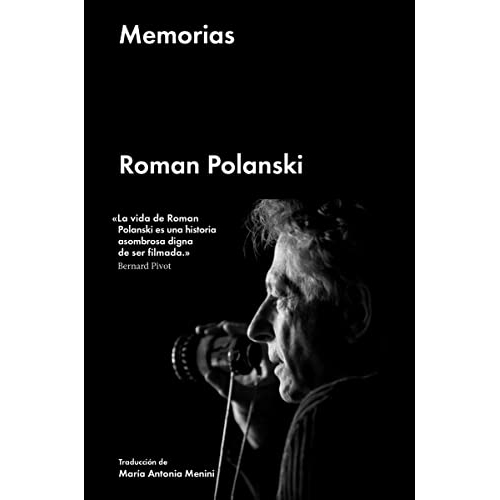 Memorias
Roman Polanski
«La vida de Roman
Polanski es una historia
asombrosa digna
de ser filmada.»
Bernard Pivot
Traducción de
María Antonia Menini